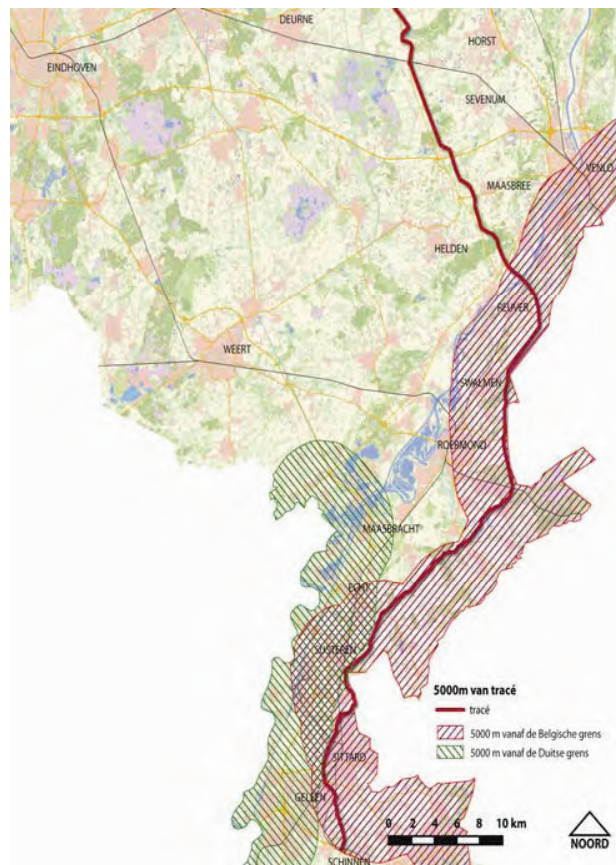 DEURNE
HORST
EINDHOVEN
SEVENUM
VENLO
MAASBREE
HELDEN
REUVER
WEERT
SWALMEN
ROERMOND
MAASBRACHT
ECHT
SUSTEREN
5000m van tracé
tracé
5000 m vanaf de Belgische grens
5000 m vanaf de Duitse grens
SITTARD
GELEEN
0 2 4 6 8 10 km
NOORD
SCHINNEN